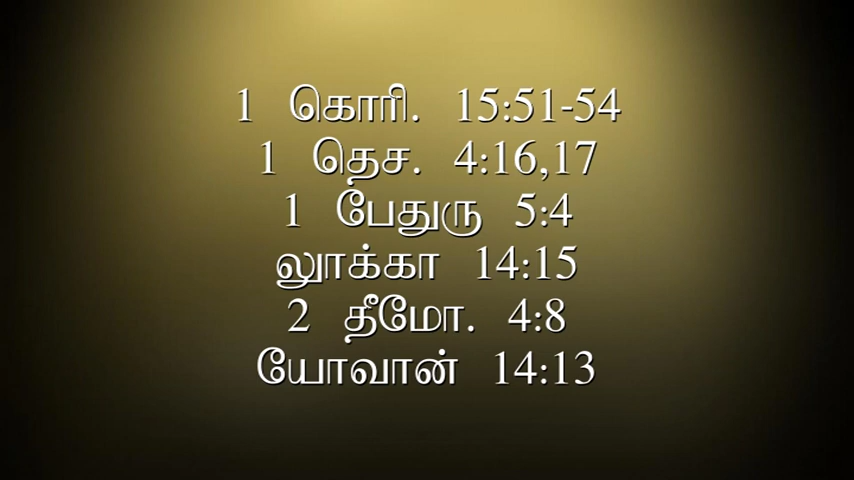 1 கொரி. 15:51-54
1 தெச. 4:16,17
1 பேதுரு 5:4
லூக்கா 14:15
2 தீமோ. 4:8
யோவான் 14:13